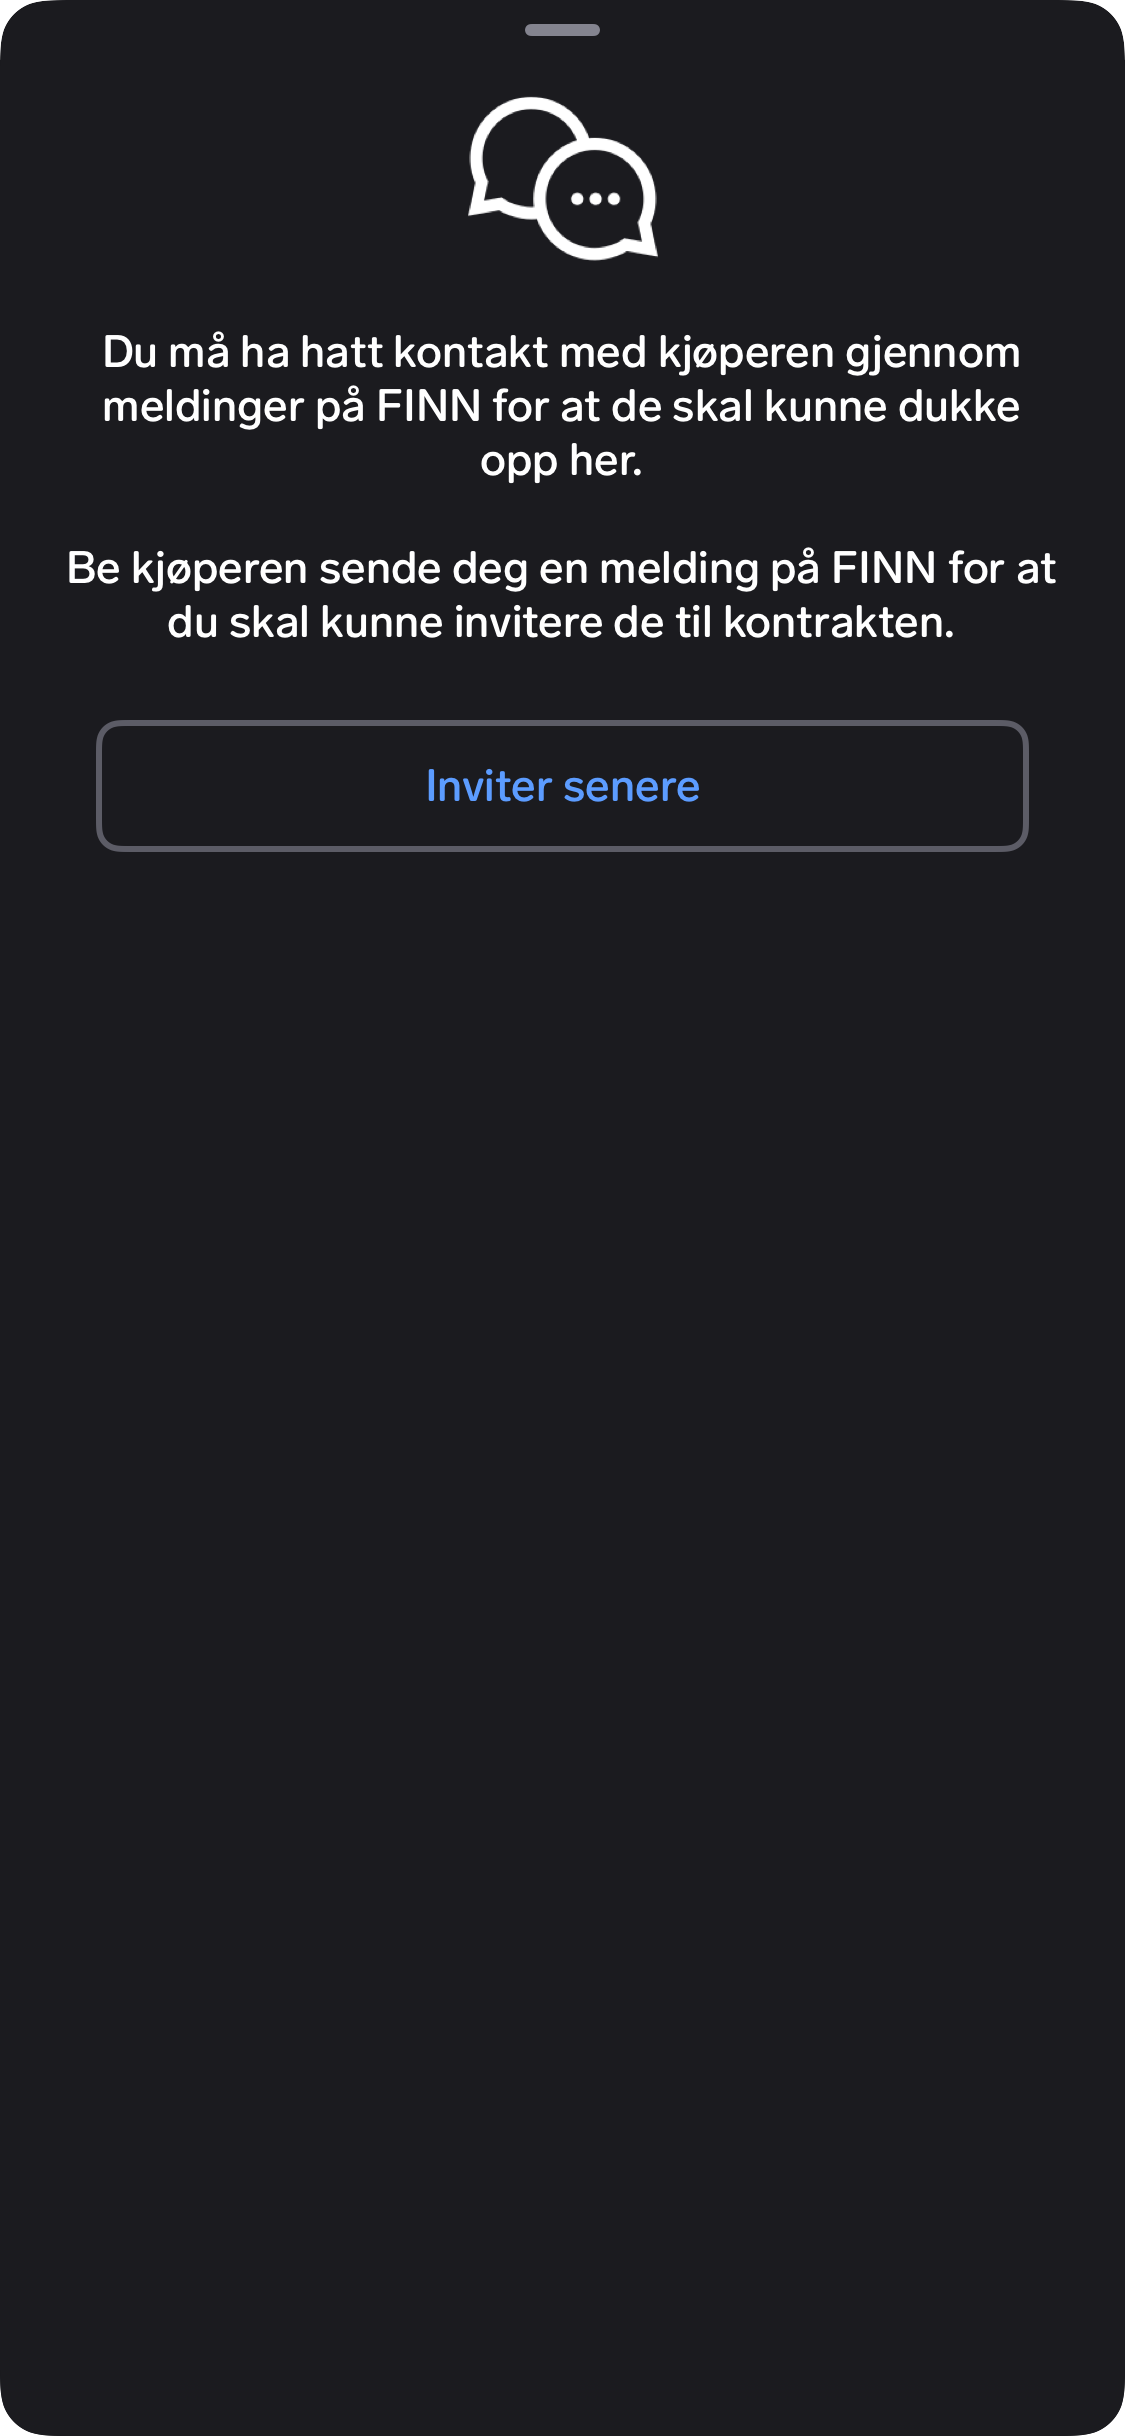 Du må ha hatt kontakt med kjøperen gjennom
meldinger på FINN for at de skal kunne dukke
opp her.
Be kjøperen sende deg en melding på FINN for at
du skal kunne invitere de til kontrakten.
Inviter senere